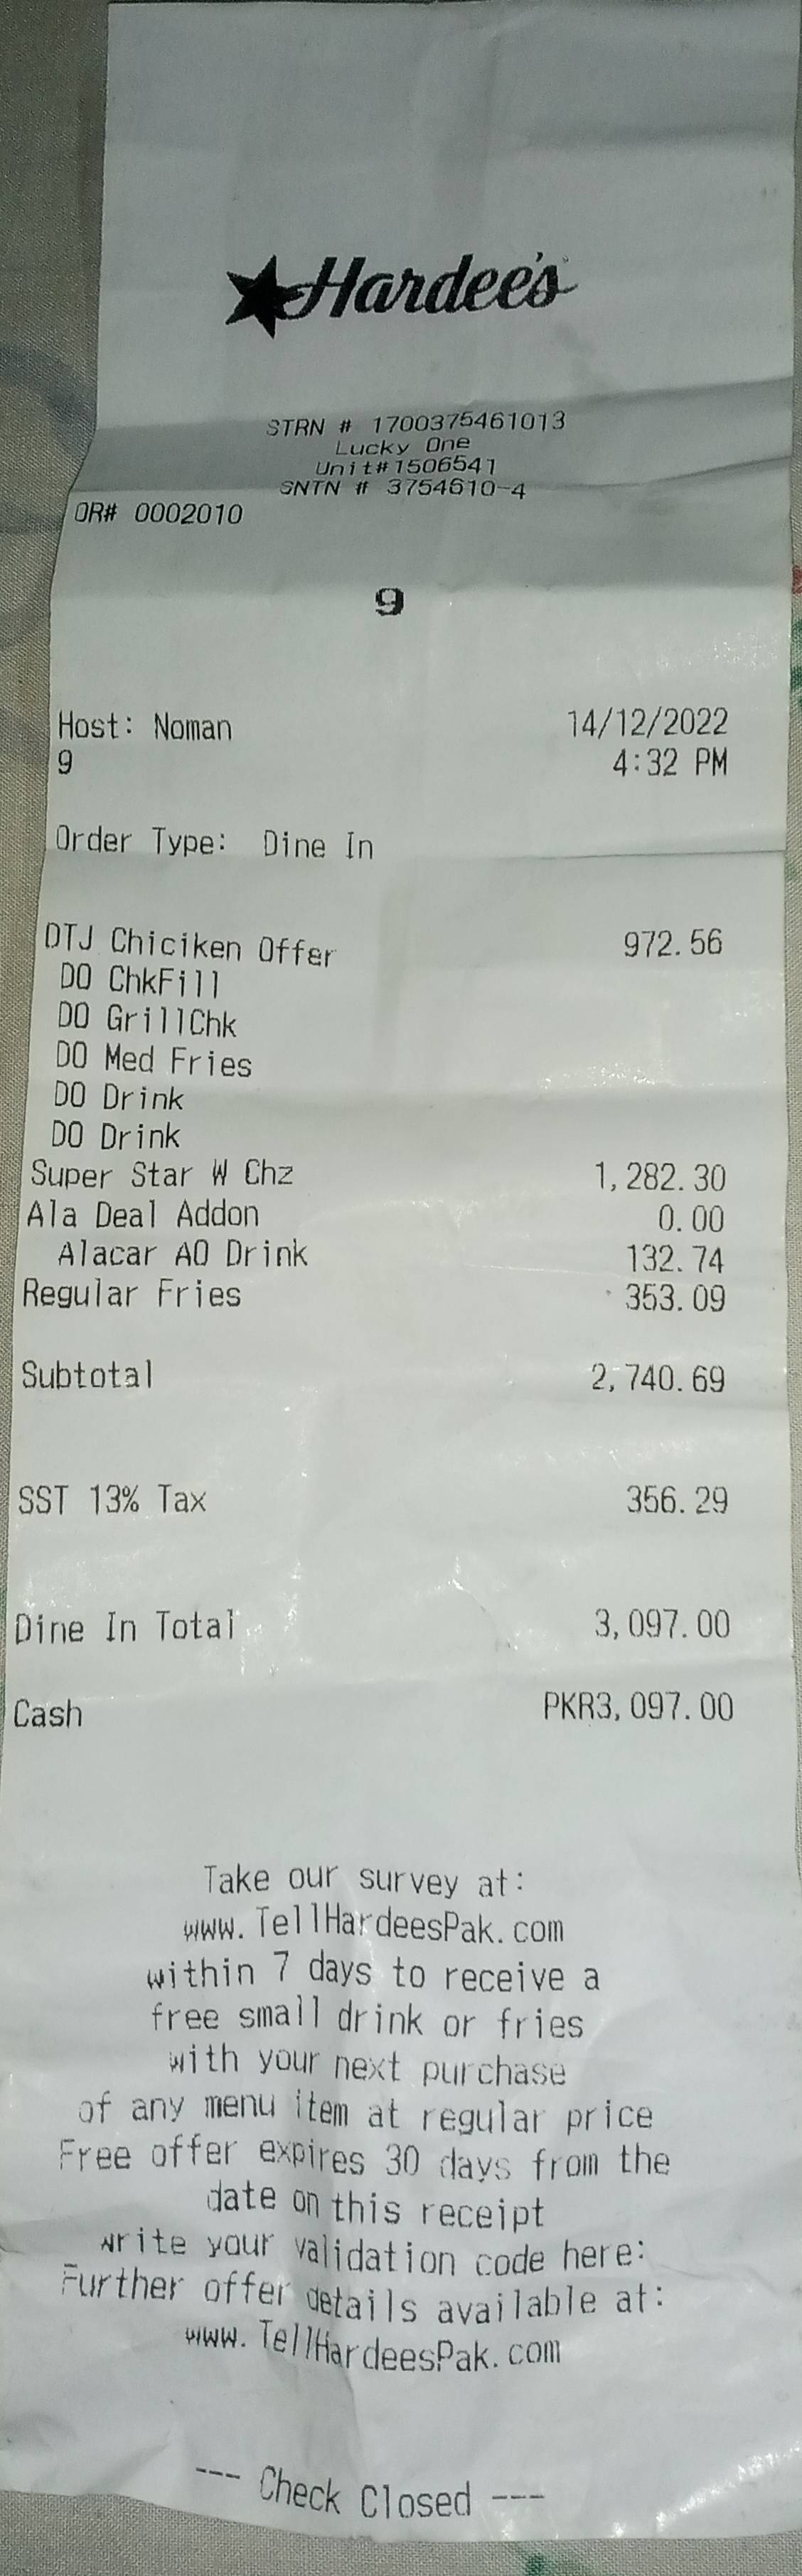 Hardee's
STRN # 1700375461013
Lucky One
Unit#1506541
SNTN # 3754610-4
OR# 0002010
9
Host: Noman 14/12/2022
9 4:32 PM
Order Type: Dine In
DTJ Chiciken Offer 972.56
DO ChkFill
DO GrillChk
DO Med Fries
DO Drink
DO Drink
Super Star W Chz 1,282.30
Ala Deal Addon 0.00
Alacar AO Drink 132.74
Regular Fries 353.09
Subtotal 2,740.69
SST 13% Tax 356.29
Dine In Total 3,097.00
Cash PKR3,097.00
Take our survey at:
www.TellHardeesPak.com
within 7 days to receive a
free small drink or fries
with your next purchase
of any menu item at regular price
Free offer expires 30 days from the
date on this receipt
write your validation code here:
Further offer details available at:
www.TellHardeesPak.com
--- Check Closed ---